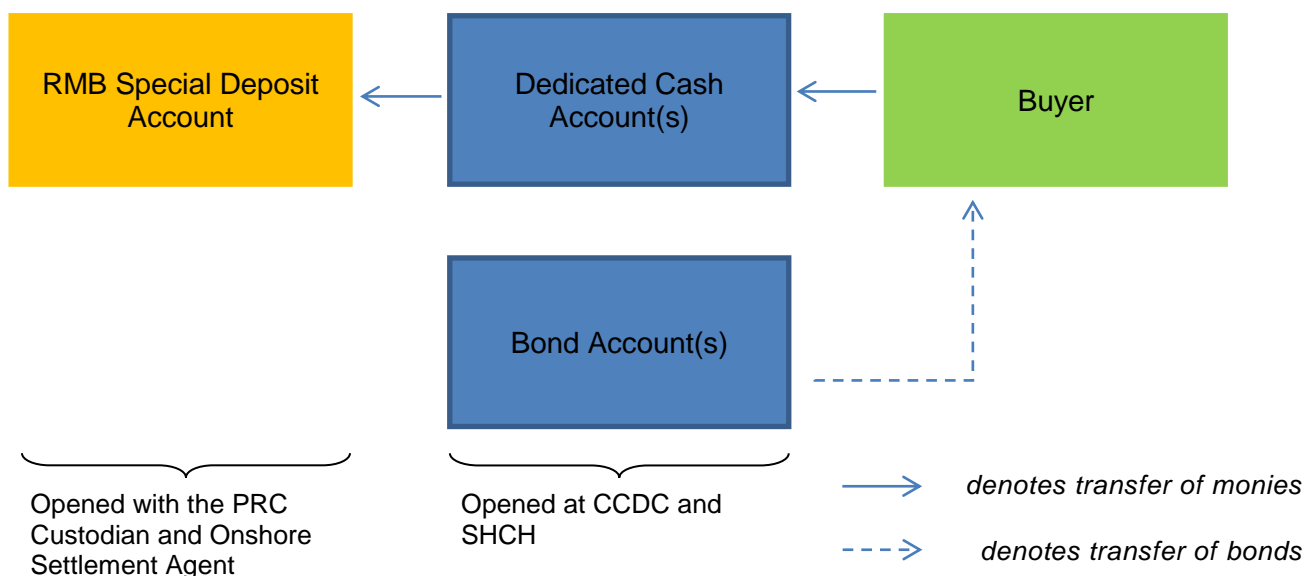 RMB Special Deposit
Account
Dedicated Cash
Account(s)
Buyer
Bond Account(s)
Opened with the PRC
Custodian and Onshore
Settlement Agent
Opened at CCDC and
SHCH
denotes transfer of monies
denotes transfer of bonds